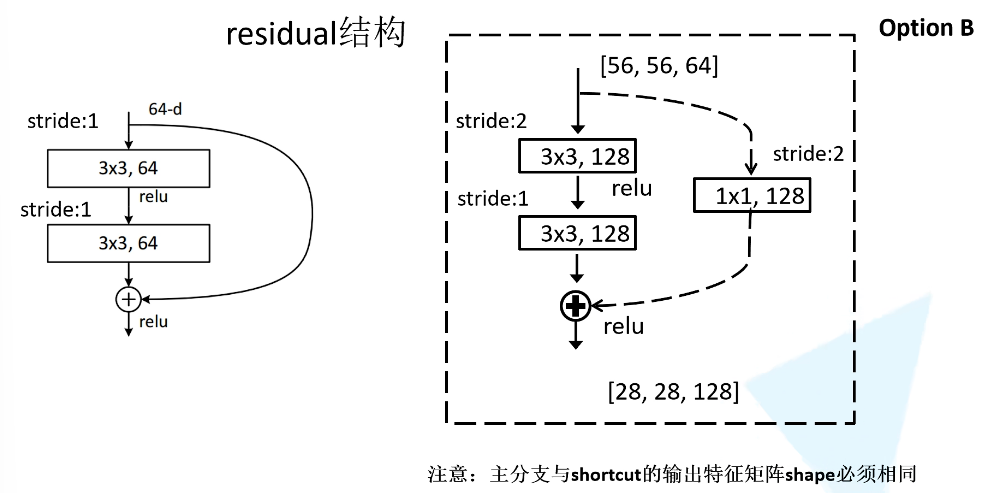 residual结构
Option B
64-d
stride:1
3x3, 64
relu
stride:1
3x3, 64
relu
[56, 56, 64]
stride:2
3x3, 128
relu
stride:2
1x1, 128
stride:1
3x3, 128
relu
[28, 28, 128]
注意：主分支与shortcut的输出特征矩阵shape必须相同